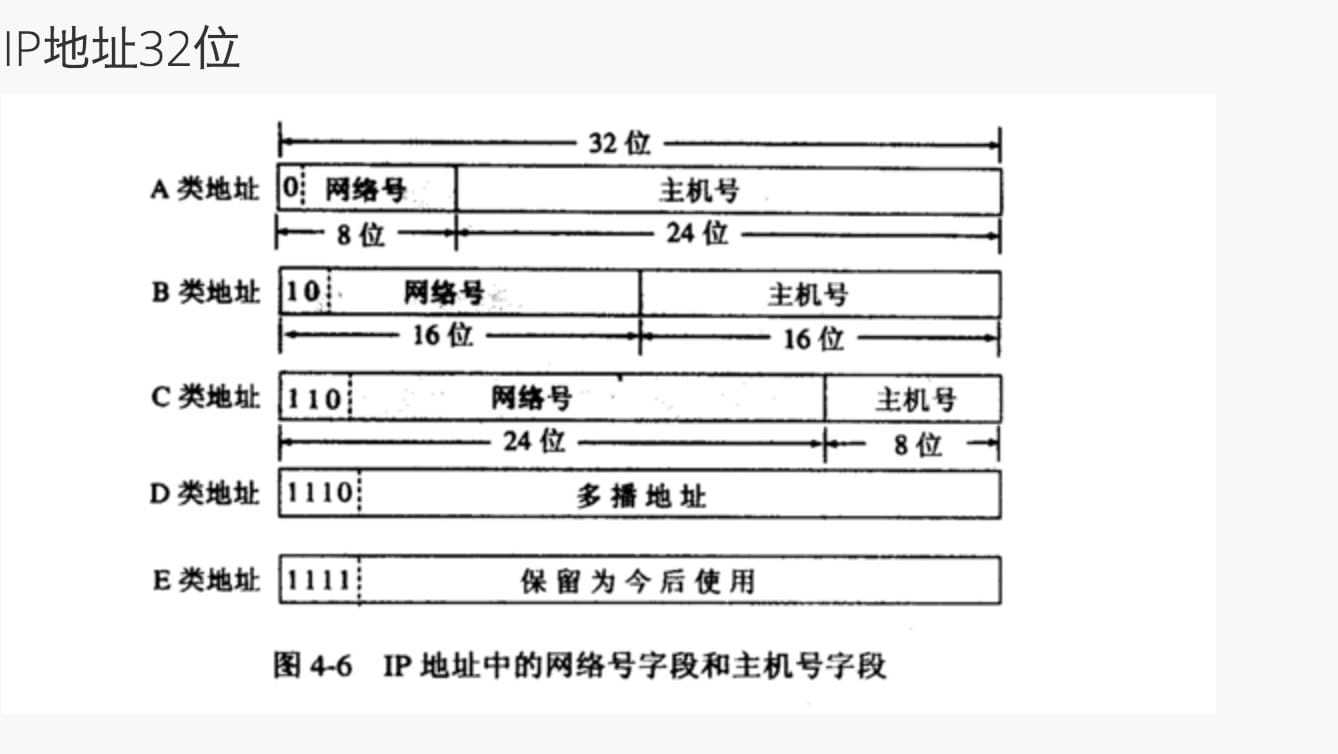 IP地址32位
32 位
A 类地址 0 网络号 主机号
8 位 24 位
B 类地址 10 网络号 主机号
16 位 16 位
C 类地址 110 网络号 主机号
24 位 8 位
D 类地址 1110 多播地址
E 类地址 1111 保留为今后使用
图 4-6 IP 地址中的网络号字段和主机号字段